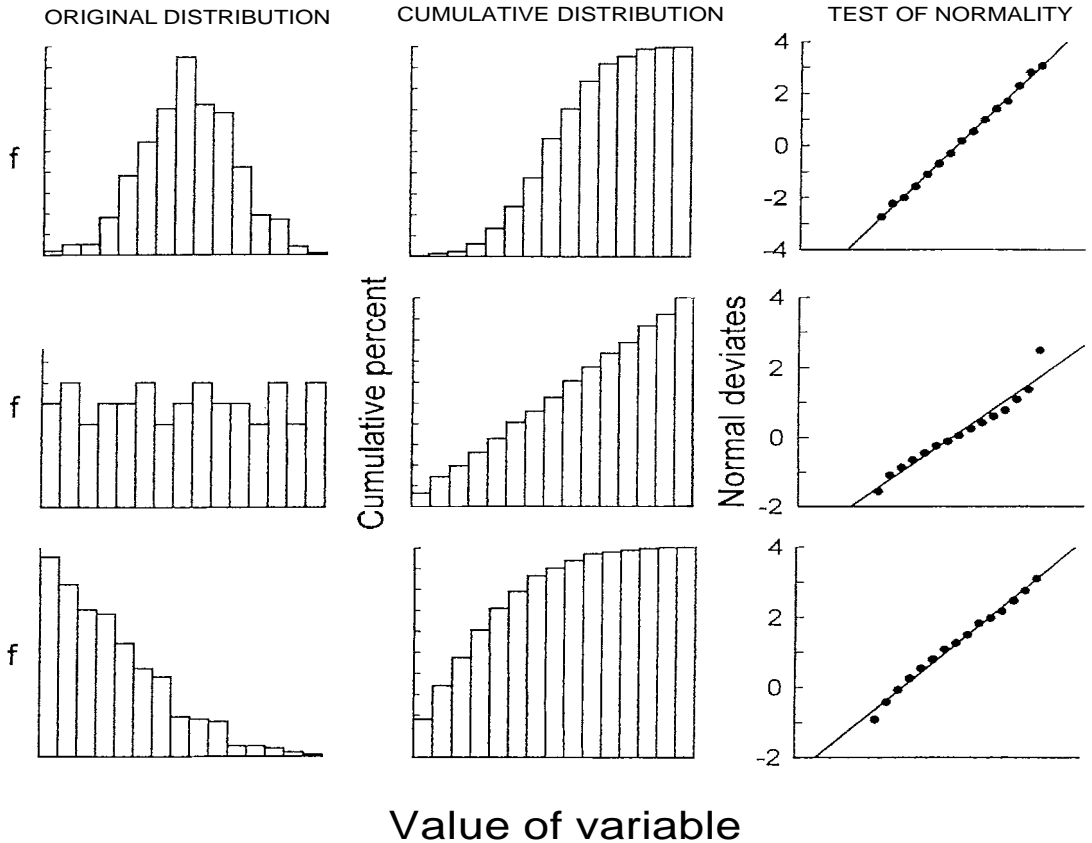 ORIGINAL DISTRIBUTION
CUMULATIVE DISTRIBUTION
TEST OF NORMALITY
f
4
2
0
-2
-4
f
Cumulative percent
Normal deviates
4
2
0
-2
f
4
2
0
-2
Value of variable